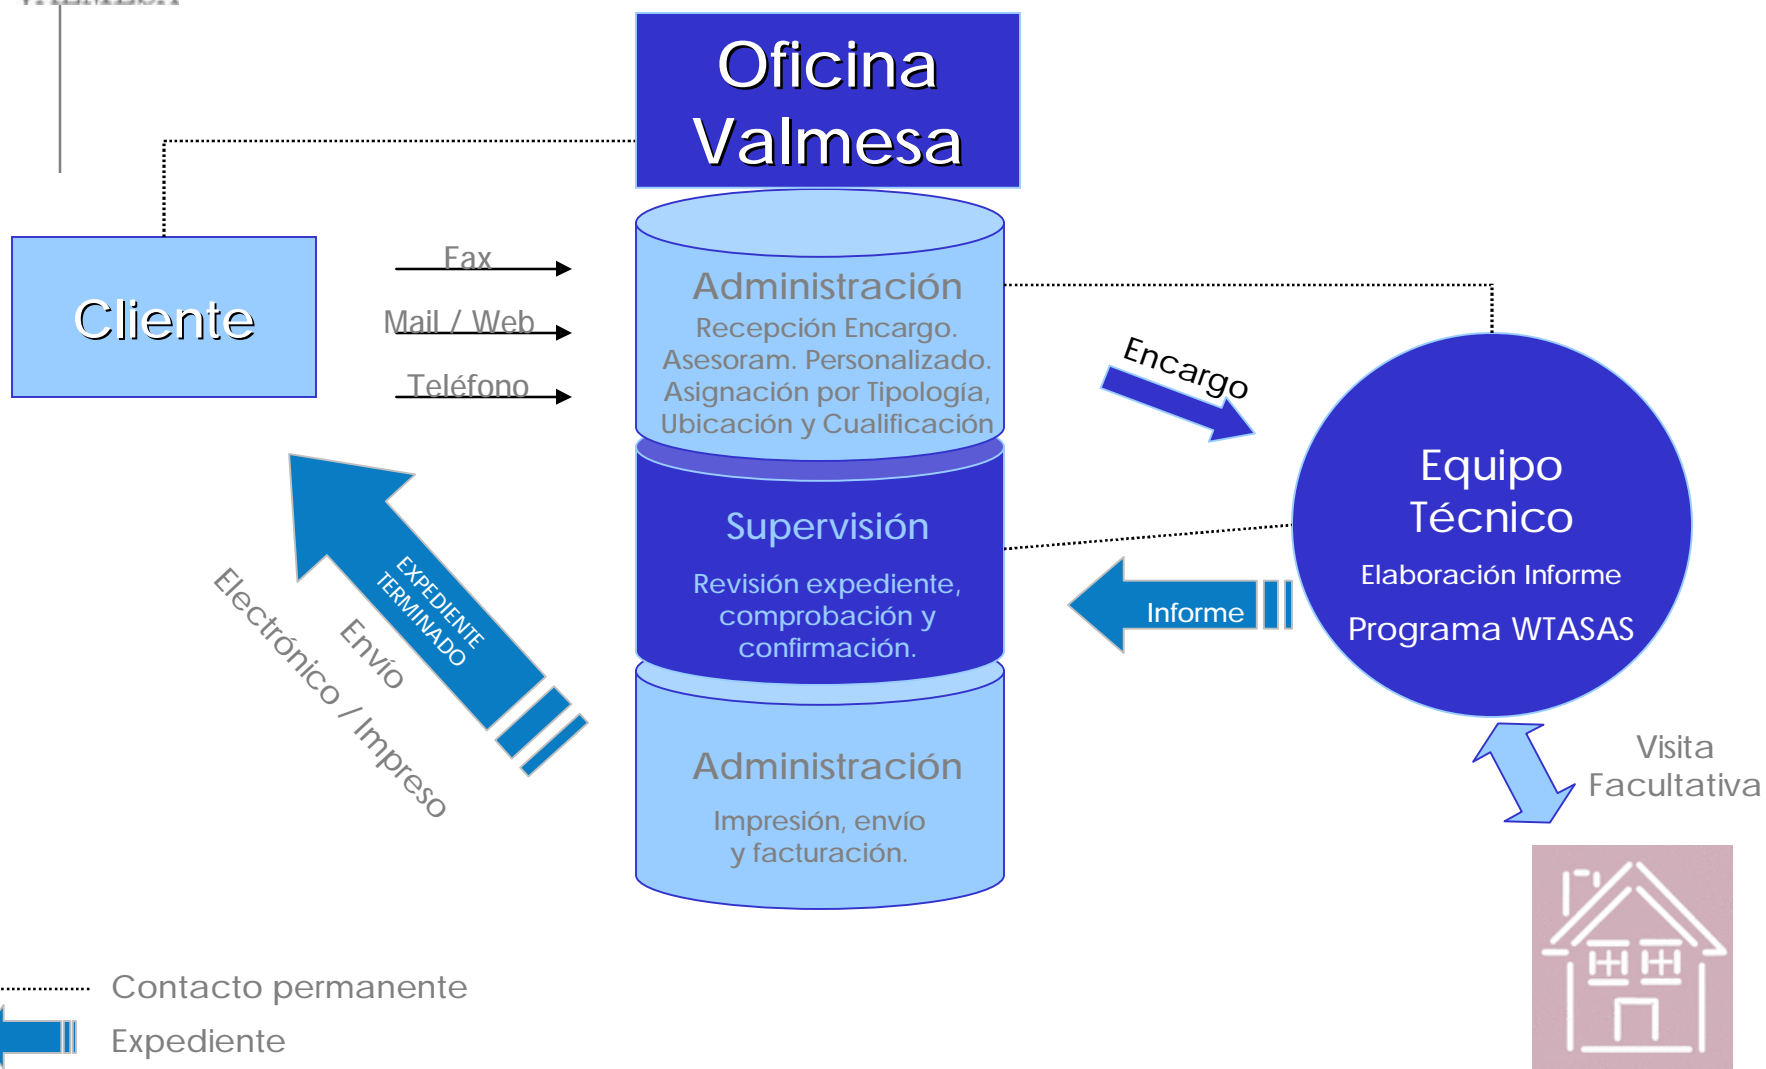 Oficina
Valmesa
Cliente
Fax
Mail / Web
Teléfono
Administración
Recepción Encargo.
Asesoram. Personalizado.
Asignación por Tipología,
Ubicación y Cualificación
Encargo
Equipo
Técnico
Elaboración Informe
Programa WTASAS
Supervisión
Revisión expediente,
comprobación y
confirmación.
Informe
EXPEDIENTE
TERMINADO
Envío
Electrónico / Impreso
Administración
Impresión, envío
y facturación.
Visita
Facultativa
Contacto permanente
Expediente